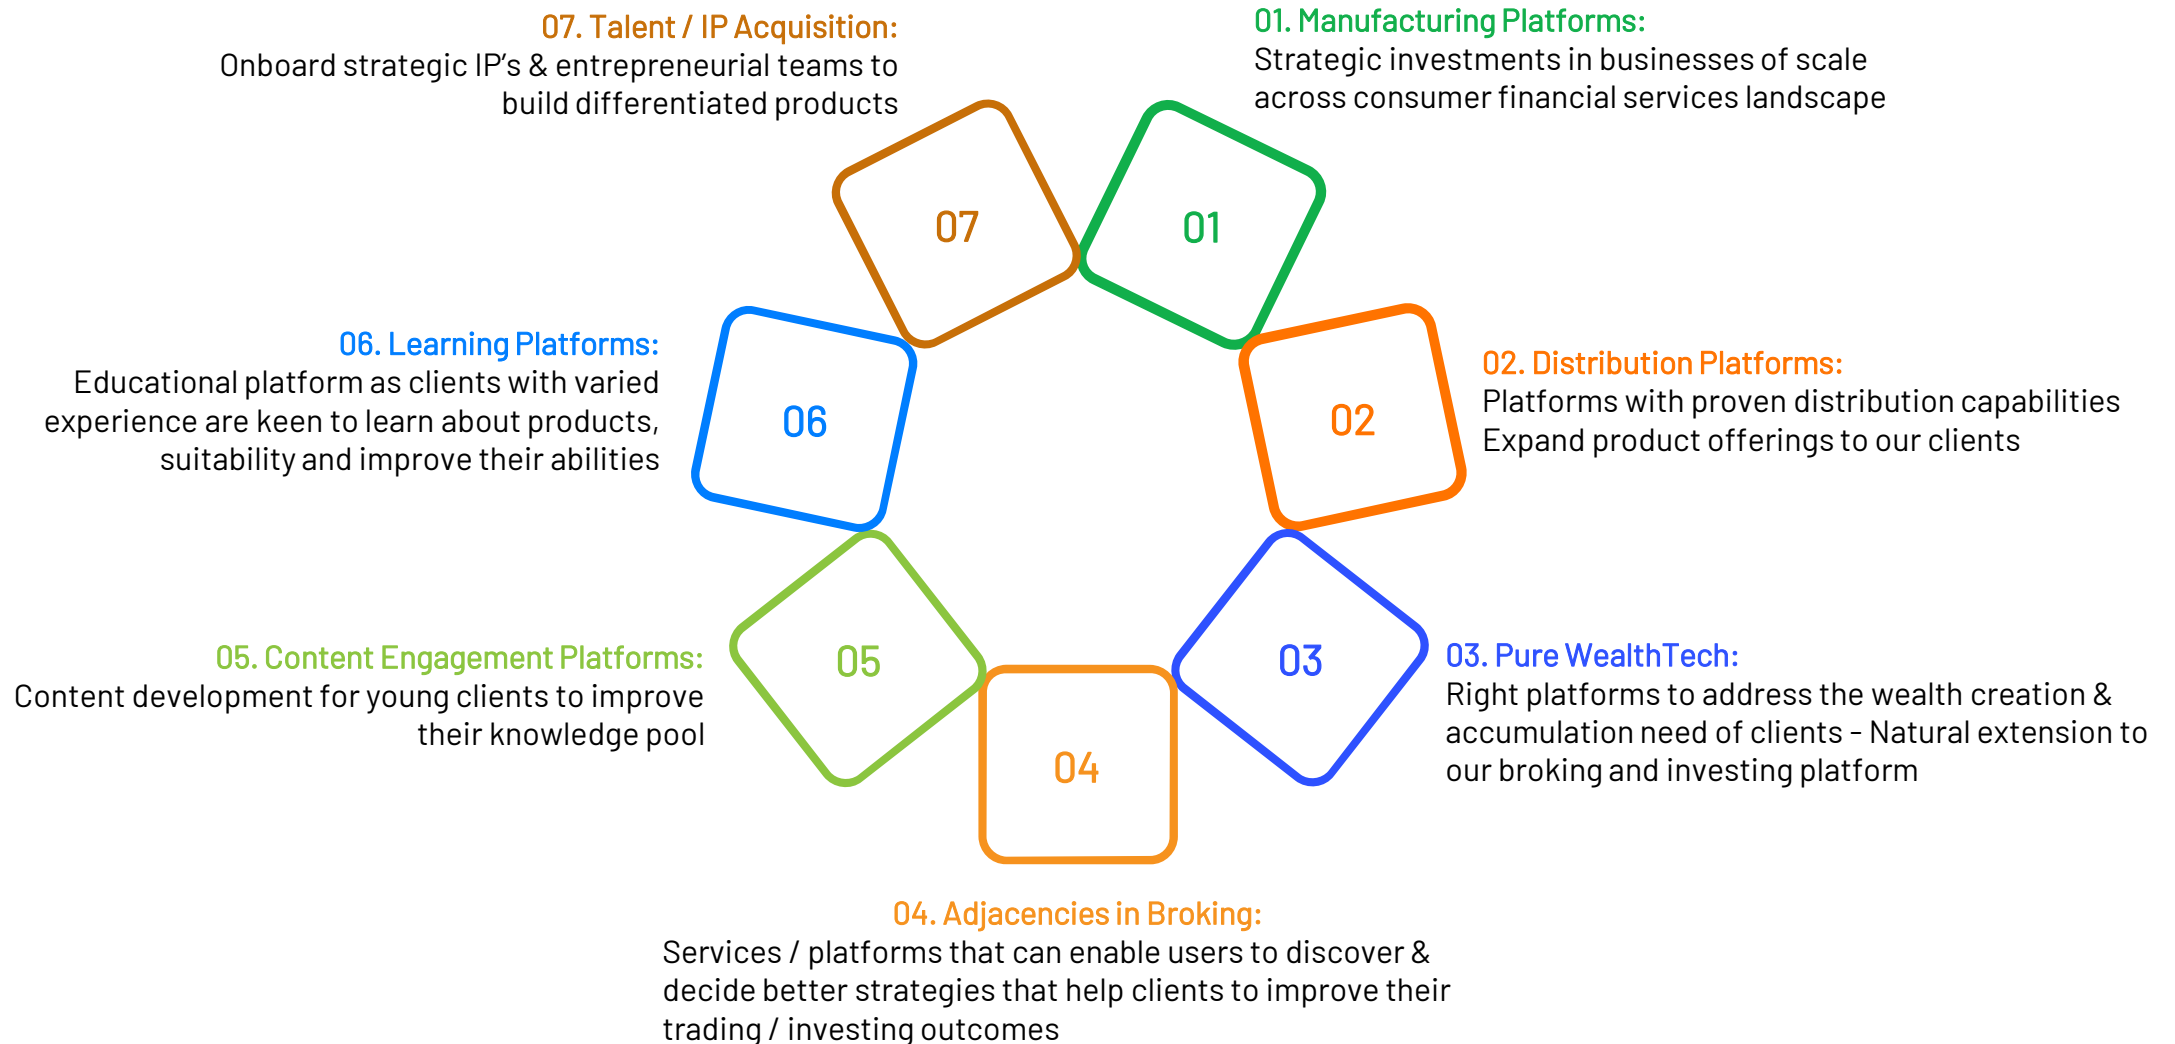 07. Talent / IP Acquisition:
Onboard strategic IP's & entrepreneurial teams to
build differentiated products
01. Manufacturing Platforms:
Strategic investments in businesses of scale
across consumer financial services landscape
07
01
06. Learning Platforms:
Educational platform as clients with varied
experience are keen to learn about products,
suitability and improve their abilities
06
02
02. Distribution Platforms:
Platforms with proven distribution capabilities
Expand product offerings to our clients
05. Content Engagement Platforms:
Content development for young clients to improve
their knowledge pool
05
03
03. Pure WealthTech:
Right platforms to address the wealth creation &
accumulation need of clients - Natural extension to
our broking and investing platform
04
04. Adjacencies in Broking:
Services / platforms that can enable users to discover &
decide better strategies that help clients to improve their
trading / investing outcomes